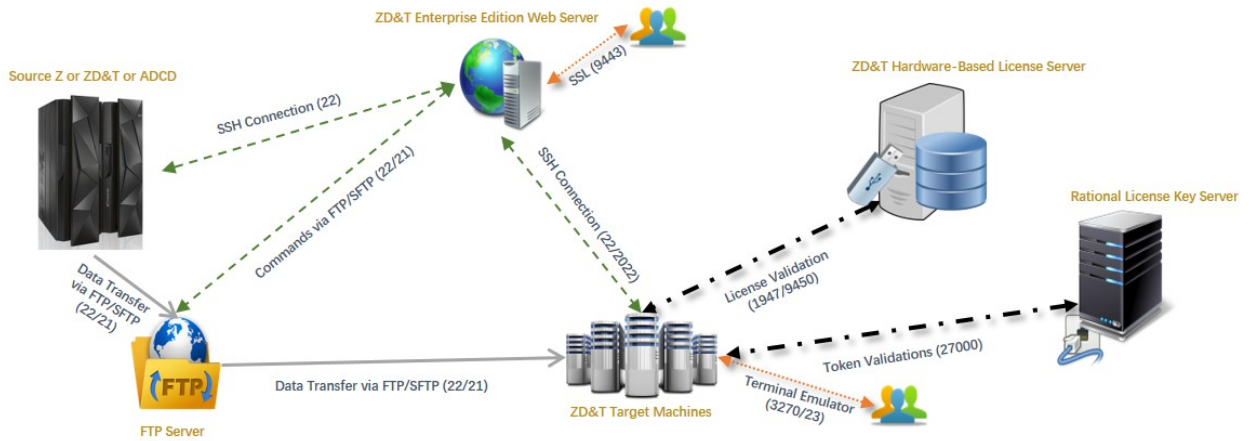 ZD&T Enterprise Edition Web Server
SSL (9443)
Source Z or ZD&T or ADCD
ZD&T Hardware-Based License Server
SSH Connection (22)
Commands via FTP/SFTP (22/21)
SSH Connection (22/2022)
Rational License Key Server
Data Transfer
via FTP/SFTP
(22/21)
License Validation
(1947/9450)
FTP
Data Transfer via FTP/SFTP (22/21)
Token Validations (27000)
Terminal Emulator
(3270/23)
ZD&T Target Machines
FTP Server